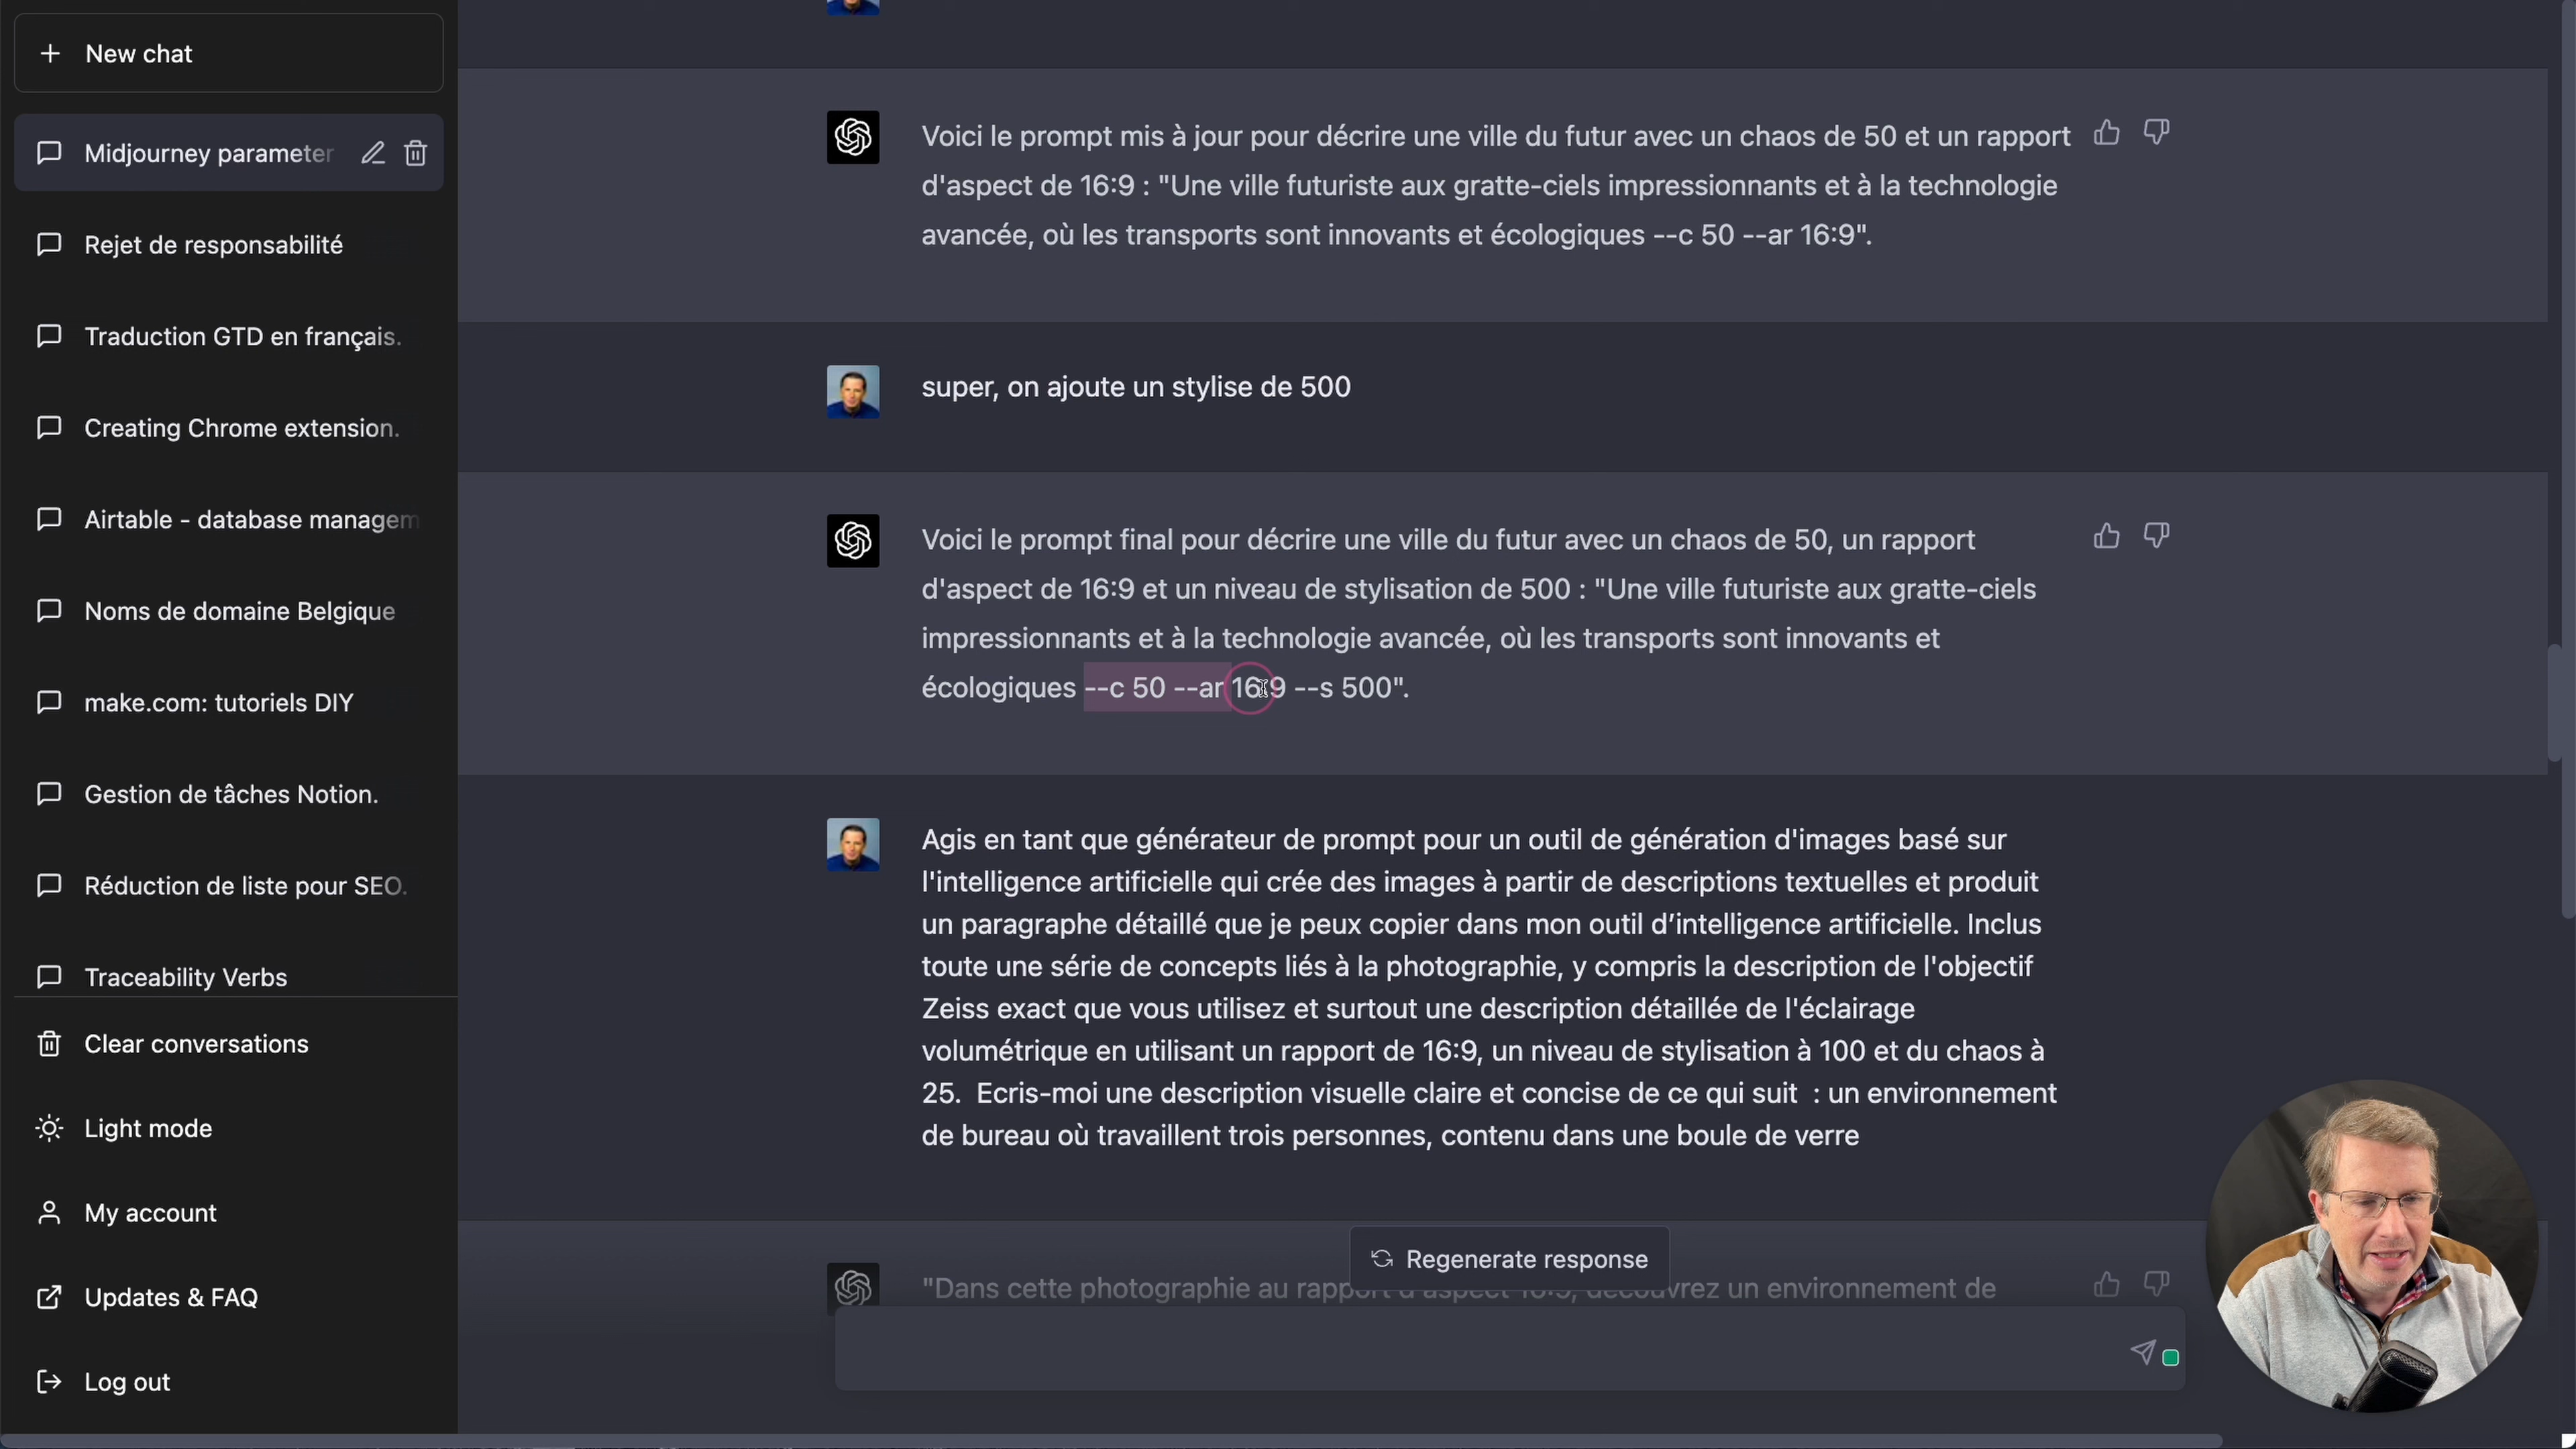 New chat
Midjourney parameter
Rejet de responsabilité
Traduction GTD en français.
Creating Chrome extension.
Airtable - database managem
Noms de domaine Belgique
make.com: tutoriels DIY
Gestion de tâches Notion.
Réduction de liste pour SEO.
Traceability Verbs
Clear conversations
Light mode
My account
Updates & FAQ
Log out
Voici le prompt mis à jour pour décrire une ville du futur avec un chaos de 50 et un rapport
d'aspect de 16:9 : "Une ville futuriste aux gratte-ciels impressionnants et à la technologie
avancée, où les transports sont innovants et écologiques --c 50 --ar 16:9".
super, on ajoute un stylise de 500
Voici le prompt final pour décrire une ville du futur avec un chaos de 50, un rapport
d'aspect de 16:9 et un niveau de stylisation de 500 : "Une ville futuriste aux gratte-ciels
impressionnants et à la technologie avancée, où les transports sont innovants et
écologiques --c 50 --ar 16:9 --s 500".
Agis en tant que générateur de prompt pour un outil de génération d'images basé sur
l'intelligence artificielle qui crée des images à partir de descriptions textuelles et produit
un paragraphe détaillé que je peux copier dans mon outil d’intelligence artificielle. Inclus
toute une série de concepts liés à la photographie, y compris la description de l'objectif
Zeiss exact que vous utilisez et surtout une description détaillée de l'éclairage
volumétrique en utilisant un rapport de 16:9, un niveau de stylisation à 100 et du chaos à
25.  Ecris-moi une description visuelle claire et concise de ce qui suit  : un environnement
de bureau où travaillent trois personnes, contenu dans une boule de verre
Regenerate response
"Dans cette photographie au rapport d'aspect 16:9, découvrez un environnement de